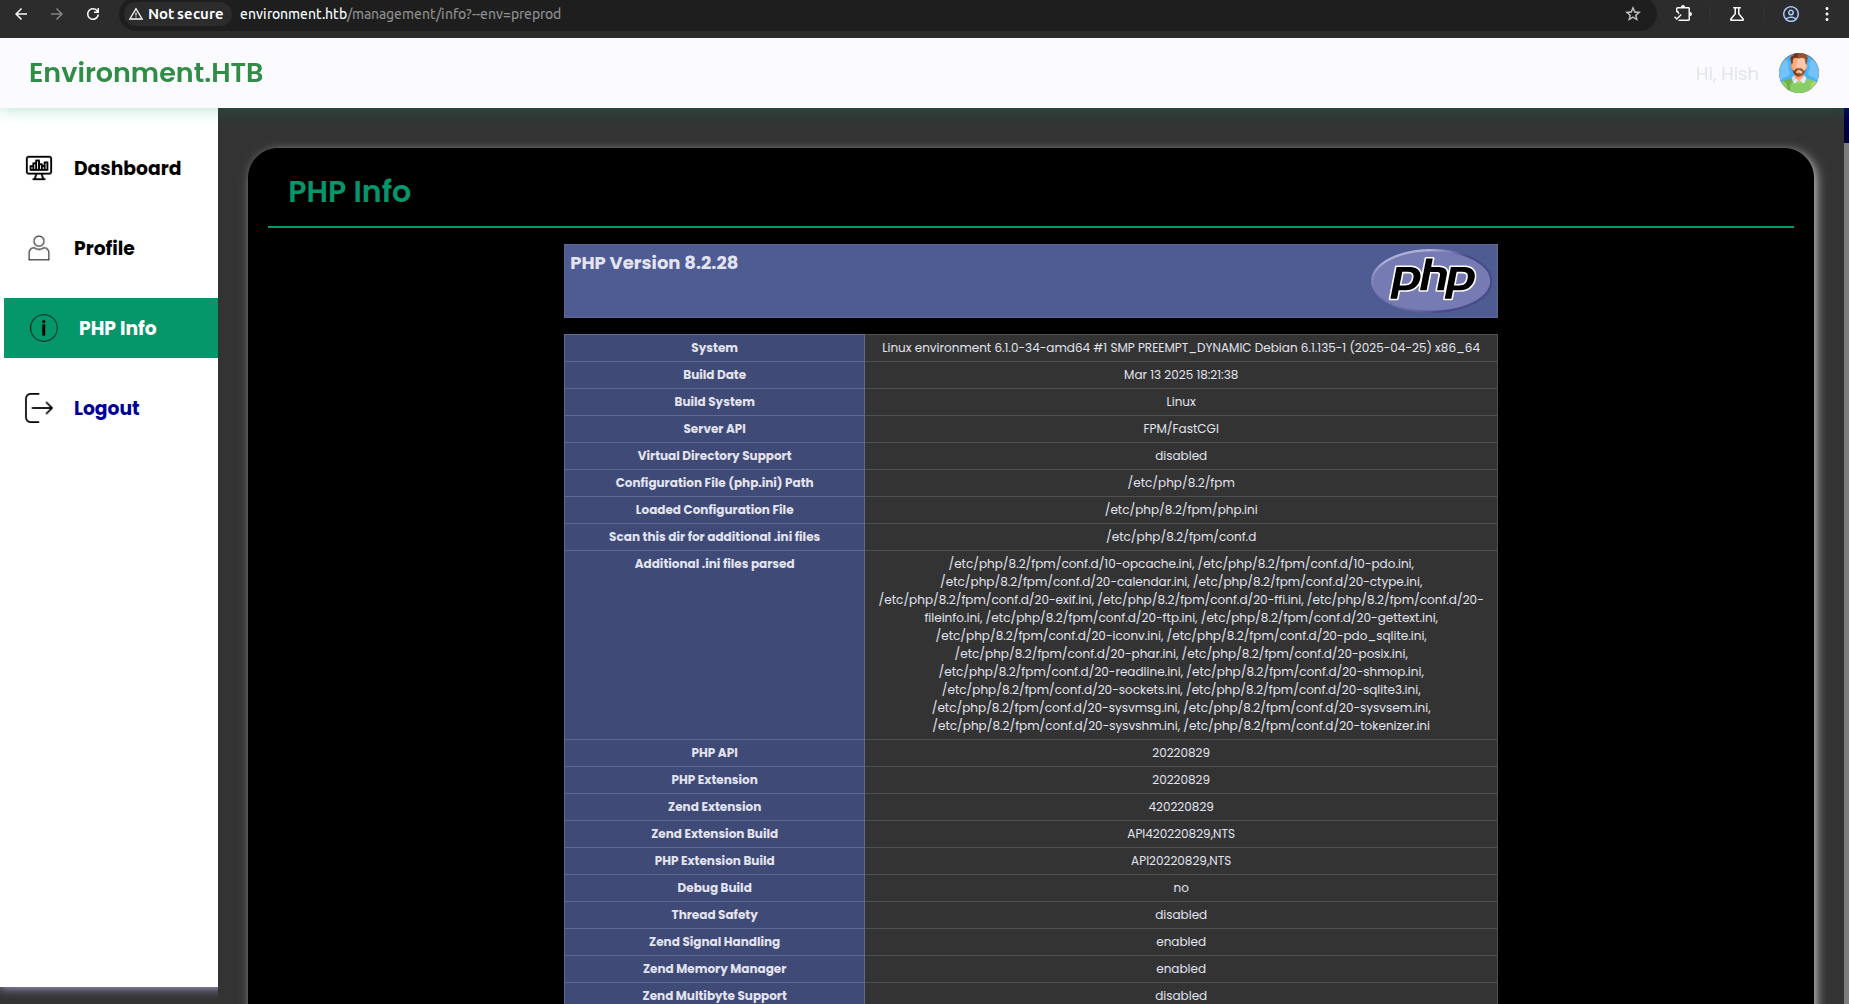 Not secure environment.htb/management/info?--env=preprod
Environment.HTB
Hi, Hish
Dashboard
Profile
PHP Info
Logout
PHP Info
PHP Version 8.2.28
php
System Linux environment 6.1.0-34-amd64 #1 SMP PREEMPT_DYNAMIC Debian 6.1.135-1 (2025-04-25) x86_64
Build Date Mar 13 2025 18:21:38
Build System Linux
Server API FPM/FastCGI
Virtual Directory Support disabled
Configuration File (php.ini) Path /etc/php/8.2/fpm
Loaded Configuration File /etc/php/8.2/fpm/php.ini
Scan this dir for additional .ini files /etc/php/8.2/fpm/conf.d
Additional .ini files parsed /etc/php/8.2/fpm/conf.d/10-opcache.ini, /etc/php/8.2/fpm/conf.d/10-pdo.ini,
/etc/php/8.2/fpm/conf.d/20-calendar.ini, /etc/php/8.2/fpm/conf.d/20-ctype.ini,
/etc/php/8.2/fpm/conf.d/20-exif.ini, /etc/php/8.2/fpm/conf.d/20-ffi.ini, /etc/php/8.2/fpm/conf.d/20-
fileinfo.ini, /etc/php/8.2/fpm/conf.d/20-ftp.ini, /etc/php/8.2/fpm/conf.d/20-gettext.ini,
/etc/php/8.2/fpm/conf.d/20-iconv.ini, /etc/php/8.2/fpm/conf.d/20-pdo_sqlite.ini,
/etc/php/8.2/fpm/conf.d/20-phar.ini, /etc/php/8.2/fpm/conf.d/20-posix.ini,
/etc/php/8.2/fpm/conf.d/20-readline.ini, /etc/php/8.2/fpm/conf.d/20-shmop.ini,
/etc/php/8.2/fpm/conf.d/20-sockets.ini, /etc/php/8.2/fpm/conf.d/20-sqlite3.ini,
/etc/php/8.2/fpm/conf.d/20-sysvmsg.ini, /etc/php/8.2/fpm/conf.d/20-sysvsem.ini,
/etc/php/8.2/fpm/conf.d/20-sysvshm.ini, /etc/php/8.2/fpm/conf.d/20-tokenizer.ini
PHP API 20220829
PHP Extension 20220829
Zend Extension 420220829
Zend Extension Build API420220829,NTS
PHP Extension Build API20220829,NTS
Debug Build no
Thread Safety disabled
Zend Signal Handling enabled
Zend Memory Manager enabled
Zend Multibyte Support disabled